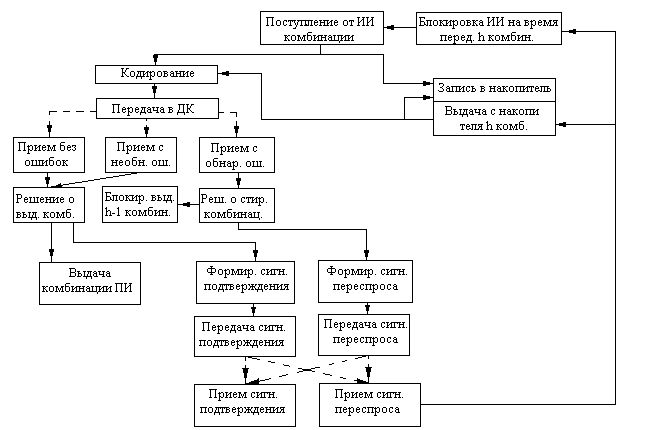 Поступление от ИИ
комбинации
Блокировка ИИ на время
перед. h комбин.
Кодирование
Запись в накопитель
Передача в ДК
Выдача с накопи
теля h комб.
Прием без
ошибок
Прием с
необн. ош.
Прием с
обнар. ош.
Решение о
выд. комб.
Блокир. выд.
h-1 комбин.
Реш. о стир.
комбинац.
Выдача
комбинации ПИ
Формир. сигн.
подтверждения
Формир. сигн.
переспроса
Передача сигн.
подтверждения
Передача сигн.
переспроса
Прием сигн.
подтверждения
Прием сигн.
переспроса